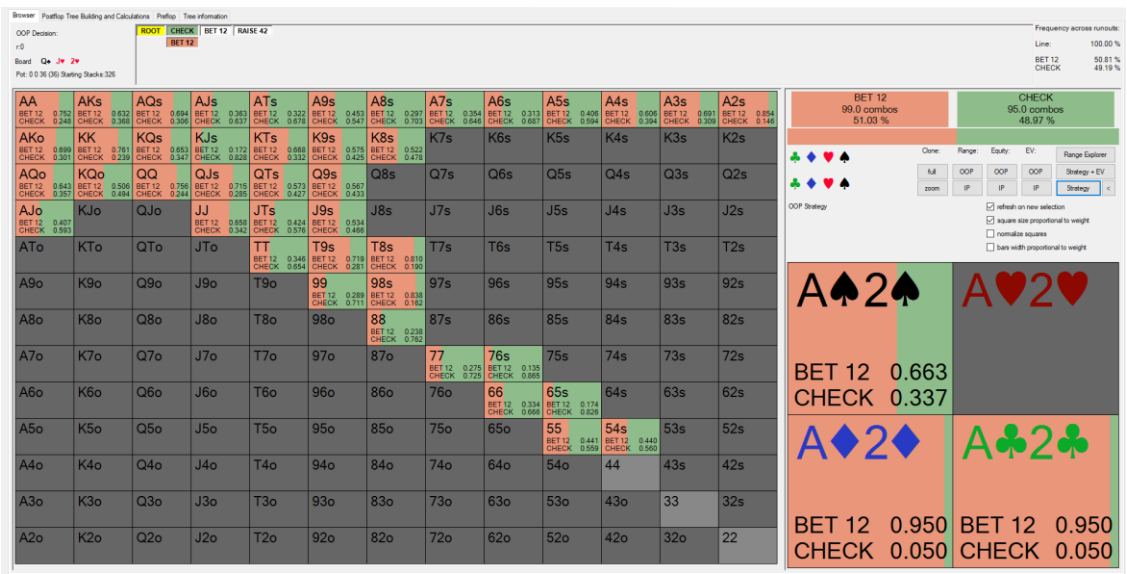 Browser Postflop Tree Building and Calculations Preflop Tree information
OOP Decision:
r:0
Board Q♠ J♥ 2♥
Pot: 0 0 36 (36) Starting Stacks:326
ROOT CHECK BET 12 RAISE 42
BET 12
Frequency across runouts:
Line: 100.00 %
BET 12 50.81 %
CHECK 49.19 %
AA AKs AQs AJs ATs A9s A8s A7s A6s A5s A4s A3s A2s
BET 12 0.752 BET 12 0.632 BET 12 0.694 BET 12 0.363 BET 12 0.322 BET 12 0.453 BET 12 0.297 BET 12 0.354 BET 12 0.313 BET 12 0.406 BET 12 0.606 BET 12 0.691 BET 12 0.854
CHECK 0.248 CHECK 0.368 CHECK 0.306 CHECK 0.637 CHECK 0.678 CHECK 0.547 CHECK 0.703 CHECK 0.646 CHECK 0.687 CHECK 0.594 CHECK 0.394 CHECK 0.309 CHECK 0.146
AKo KK KQs KJs KTs K9s K8s K7s K6s K5s K4s K3s K2s
BET 12 0.699 BET 12 0.761 BET 12 0.653 BET 12 0.172 BET 12 0.668 BET 12 0.575 BET 12 0.522
CHECK 0.301 CHECK 0.239 CHECK 0.347 CHECK 0.828 CHECK 0.332 CHECK 0.425 CHECK 0.478
AQo KQo QQ QJs QTs Q9s Q8s Q7s Q6s Q5s Q4s Q3s Q2s
BET 12 0.643 BET 12 0.506 BET 12 0.756 BET 12 0.715 BET 12 0.573 BET 12 0.567
CHECK 0.357 CHECK 0.494 CHECK 0.244 CHECK 0.285 CHECK 0.427 CHECK 0.433
AJo KJo QJo JJ JTs J9s J8s J7s J6s J5s J4s J3s J2s
BET 12 0.407 BET 12 0.658 BET 12 0.424 BET 12 0.534
CHECK 0.593 CHECK 0.342 CHECK 0.576 CHECK 0.466
ATo KTo QTo JTo TT T9s T8s T7s T6s T5s T4s T3s T2s
BET 12 0.346 BET 12 0.719 BET 12 0.810
CHECK 0.654 CHECK 0.281 CHECK 0.190
A9o K9o Q9o J9o T9o 99 98s 97s 96s 95s 94s 93s 92s
BET 12 0.289 BET 12 0.838
CHECK 0.711 CHECK 0.162
A8o K8o Q8o J8o T8o 98o 88 87s 86s 85s 84s 83s 82s
BET 12 0.238
CHECK 0.762
A7o K7o Q7o J7o T7o 97o 87o 77 76s 75s 74s 73s 72s
BET 12 0.275 BET 12 0.135
CHECK 0.725 CHECK 0.865
A6o K6o Q6o J6o T6o 96o 86o 76o 66 65s 64s 63s 62s
BET 12 0.334 BET 12 0.174
CHECK 0.666 CHECK 0.826
A5o K5o Q5o J5o T5o 95o 85o 75o 65o 55 54s 53s 52s
BET 12 0.441 BET 12 0.440
CHECK 0.559 CHECK 0.560
A4o K4o Q4o J4o T4o 94o 84o 74o 64o 54o 44 43s 42s
A3o K3o Q3o J3o T3o 93o 83o 73o 63o 53o 43o 33 32s
A2o K2o Q2o J2o T2o 92o 82o 72o 62o 52o 42o 32o 22
BET 12 CHECK
99.0 combos 95.0 combos
51.03 % 48.97 %
♣ ♦ ♥ ♠
♣ ♦ ♥ ♠
Clone: Range: Equity: EV: Range Explorer
full OOP OOP OOP Strategy + EV
zoom IP IP IP Strategy <
OOP Strategy
refresh on new selection
square size proportional to weight
normalize squares
bars width proportional to weight
A♠2♠ A♥2♥
BET 12 0.663
CHECK 0.337
A♦2♦ A♣2♣
BET 12 0.950 BET 12 0.950
CHECK 0.050 CHECK 0.050